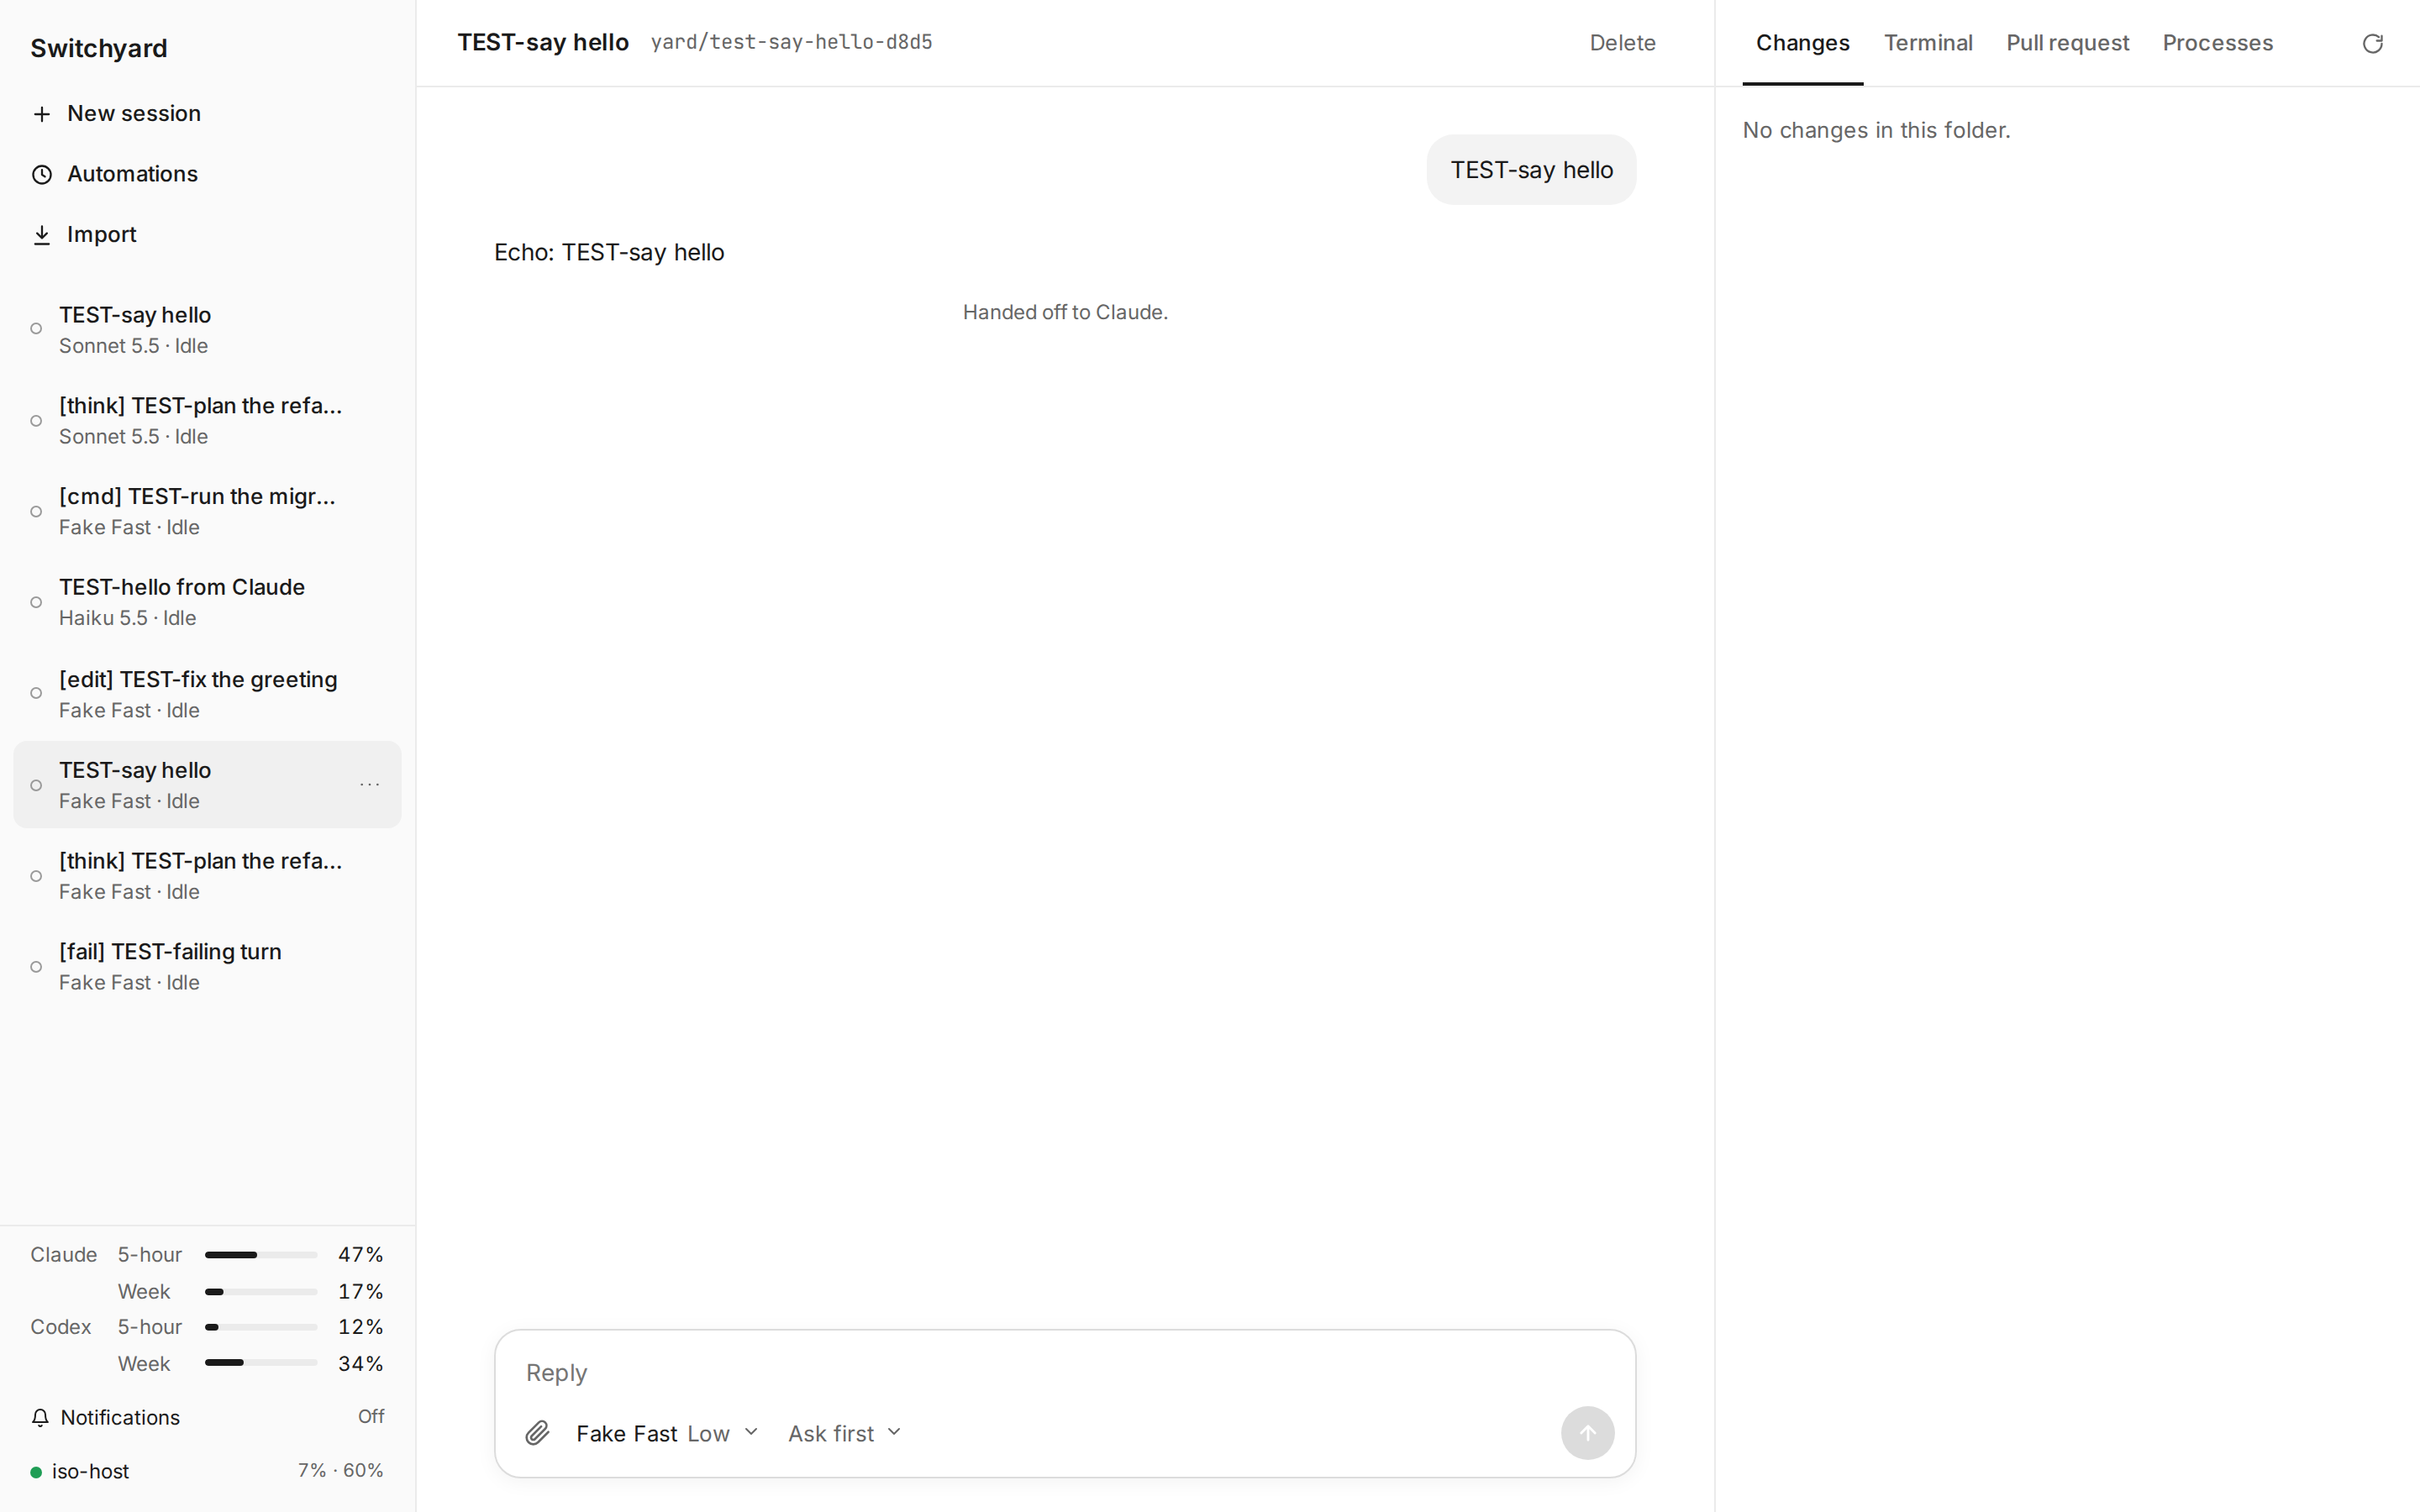 Switchyard
New session
Automations
Import
TEST-say hello
Sonnet 5.5 · Idle
[think] TEST-plan the refa...
Sonnet 5.5 · Idle
[cmd] TEST-run the migr...
Fake Fast · Idle
TEST-hello from Claude
Haiku 5.5 · Idle
[edit] TEST-fix the greeting
Fake Fast · Idle
TEST-say hello
Fake Fast · Idle
[think] TEST-plan the refa...
Fake Fast · Idle
[fail] TEST-failing turn
Fake Fast · Idle
Claude 5-hour 47%
Week 17%
Codex 5-hour 12%
Week 34%
Notifications Off
iso-host 7% · 60%
TEST-say hello yard/test-say-hello-d8d5 Delete
TEST-say hello
Echo: TEST-say hello
Handed off to Claude.
Reply
Fake Fast Low Ask first
Changes Terminal Pull request Processes
No changes in this folder.